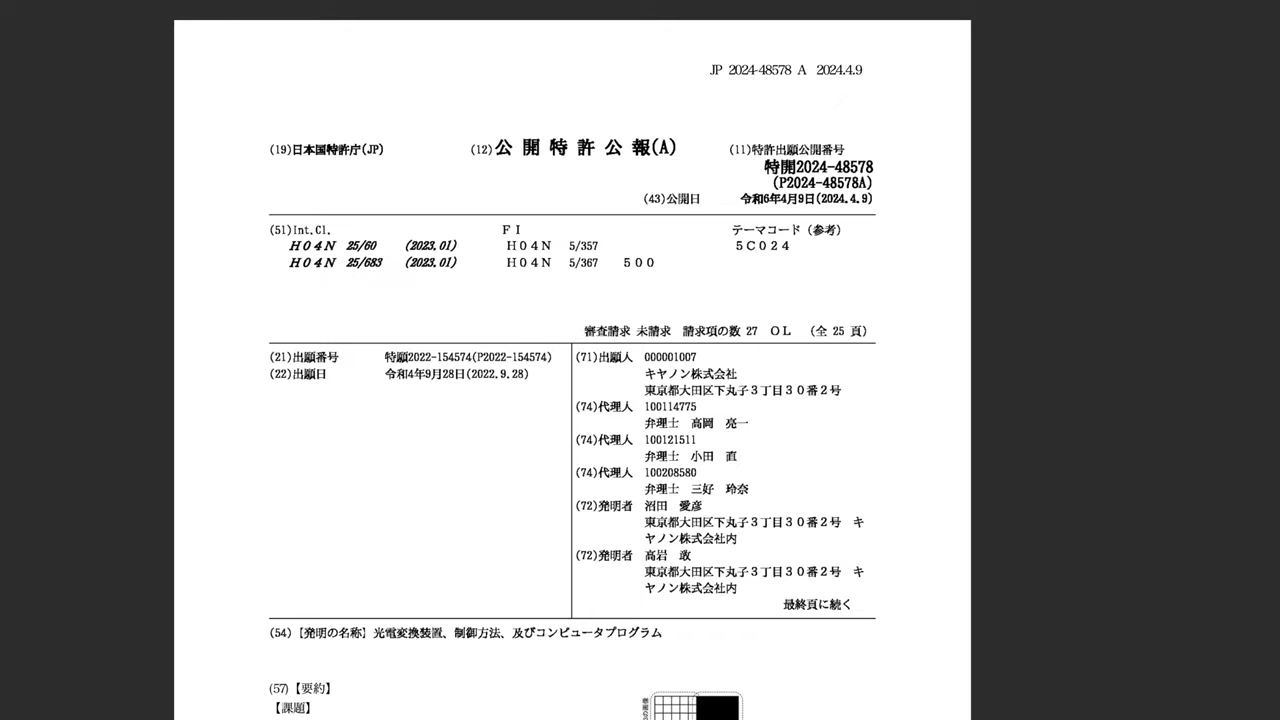 JP 2024-48578 A 2024.4.9
(19)日本国特許庁(JP)
(12)公開特許公報(A)
(11)特許出願公開番号
特開2024-48578
(P2024-48578A)
(43)公開日
令和6年4月9日(2024.4.9)
(51)Int.Cl.
FI
テーマコード(参考)
H04N 25/60 (2023.01)
H04N 5/357
5C024
H04N 25/683 (2023.01)
H04N 5/367 500
審査請求 未請求 請求項の数 27 OL (全 25 頁)
(21)出願番号
特願2022-154574(P2022-154574)
(22)出願日
令和4年9月28日(2022.9.28)
(71)出願人 000001007
キヤノン株式会社
東京都大田区下丸子3丁目30番2号
(74)代理人 100114775
弁理士 高岡 亮一
(74)代理人 100121511
弁理士 小田 直
(74)代理人 100208580
弁理士 三好 玲奈
(72)発明者 沼田 愛彦
東京都大田区下丸子3丁目30番2号 キ
ヤノン株式会社内
(72)発明者 高岩 敢
東京都大田区下丸子3丁目30番2号 キ
ヤノン株式会社内
最終頁に続く
(54)【発明の名称】光電変換装置、制御方法、及びコンピュータプログラム
(57)【要約】
【課題】